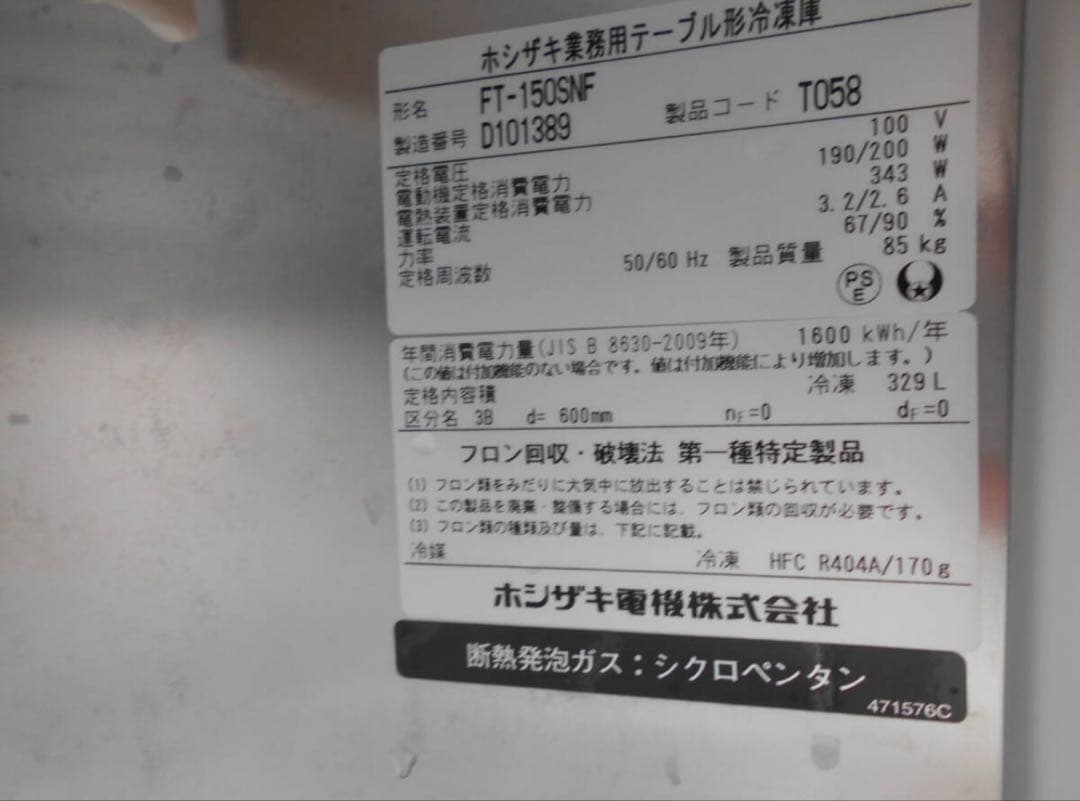 ホシザキ業務用テーブル形冷凍庫
形名 FT-150SNF 製品コード T058
製造番号 D101389
定格電圧 100 V
電動機定格消費電力 190/200 W
電熱装置定格消費電力 343 W
運転電流 3.2/2.6 A
力率 67/90 %
定格周波数 50/60 Hz 製品質量 85 kg
PS
E
年間消費電力量(JIS B 8630-2009年) 1600 kWh/年
(この値は付加機能のない場合です。値は付加機能により増加します。)
定格内容積 冷凍 329 L
区分名 3B d= 600mm nF=0 dF=0
フロン回収・破壊法 第一種特定製品
(1) フロン類をみだりに大気中に放出することは禁じられています。
(2) この製品を廃棄・整備する場合には、フロン類の回収が必要です。
(3) フロン類の種類及び量は、下記に記載。
冷媒 冷凍 HFC R404A/170g
ホシザキ電機株式会社
断熱発泡ガス:シクロペンタン
471576C